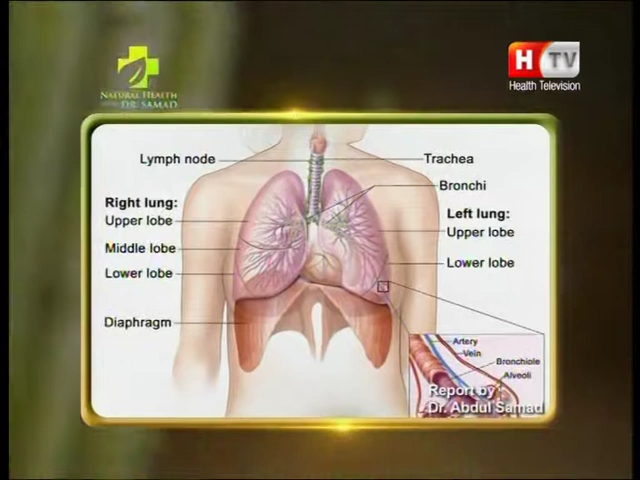 NATURAL HEALTH
WITH DR. SAMAD
H TV
Health Television
Lymph node
Trachea
Bronchi
Right lung:
Upper lobe
Middle lobe
Lower lobe
Left lung:
Upper lobe
Lower lobe
Diaphragm
Artery
Vein
Bronchiole
Alveoli
Report by
Dr. Abdul Samad